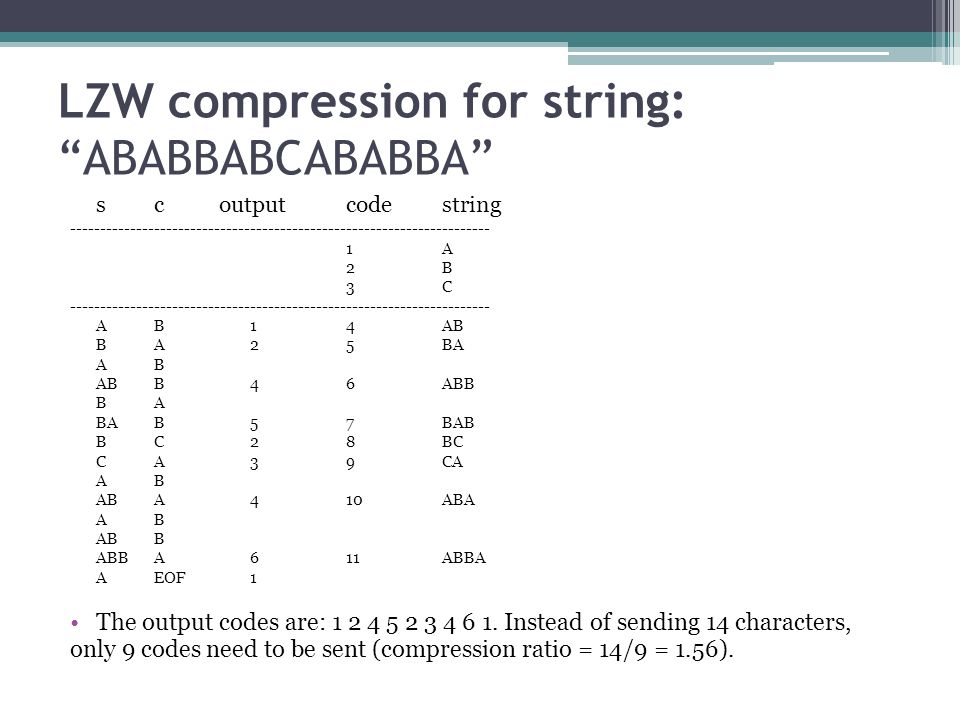 LZW compression for string:
“ABABBABCABABBA”
s c output code string
----------------------------------------------------------------------
1 A
2 B
3 C
----------------------------------------------------------------------
A B 1 4 AB
B A 2 5 BA
A B
AB B 4 6 ABB
B A
BA B 5 7 BAB
B C 2 8 BC
C A 3 9 CA
A B
AB A 4 10 ABA
A B
AB B
ABB A 6 11 ABBA
A EOF 1
• The output codes are: 1 2 4 5 2 3 4 6 1. Instead of sending 14 characters,
only 9 codes need to be sent (compression ratio = 14/9 = 1.56).